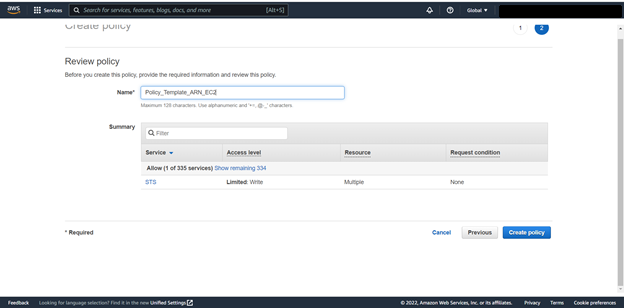 aws Services Search for services, features, blogs, docs, and more [Alt+S] Global
Create policy 1 2
Review policy
Before you create this policy, provide the required information and review this policy.
Name* Policy_Template_ARN_EC2
Maximum 128 characters. Use alphanumeric and '+=,.@-_' characters.
Summary
Filter
Service Access level Resource Request condition
Allow (1 of 335 services) Show remaining 334
STS Limited: Write Multiple None
* Required Cancel Previous Create policy
Feedback Looking for language selection? Find it in the new Unified Settings © 2022, Amazon Web Services, Inc. or its affiliates. Privacy Terms Cookie preferences